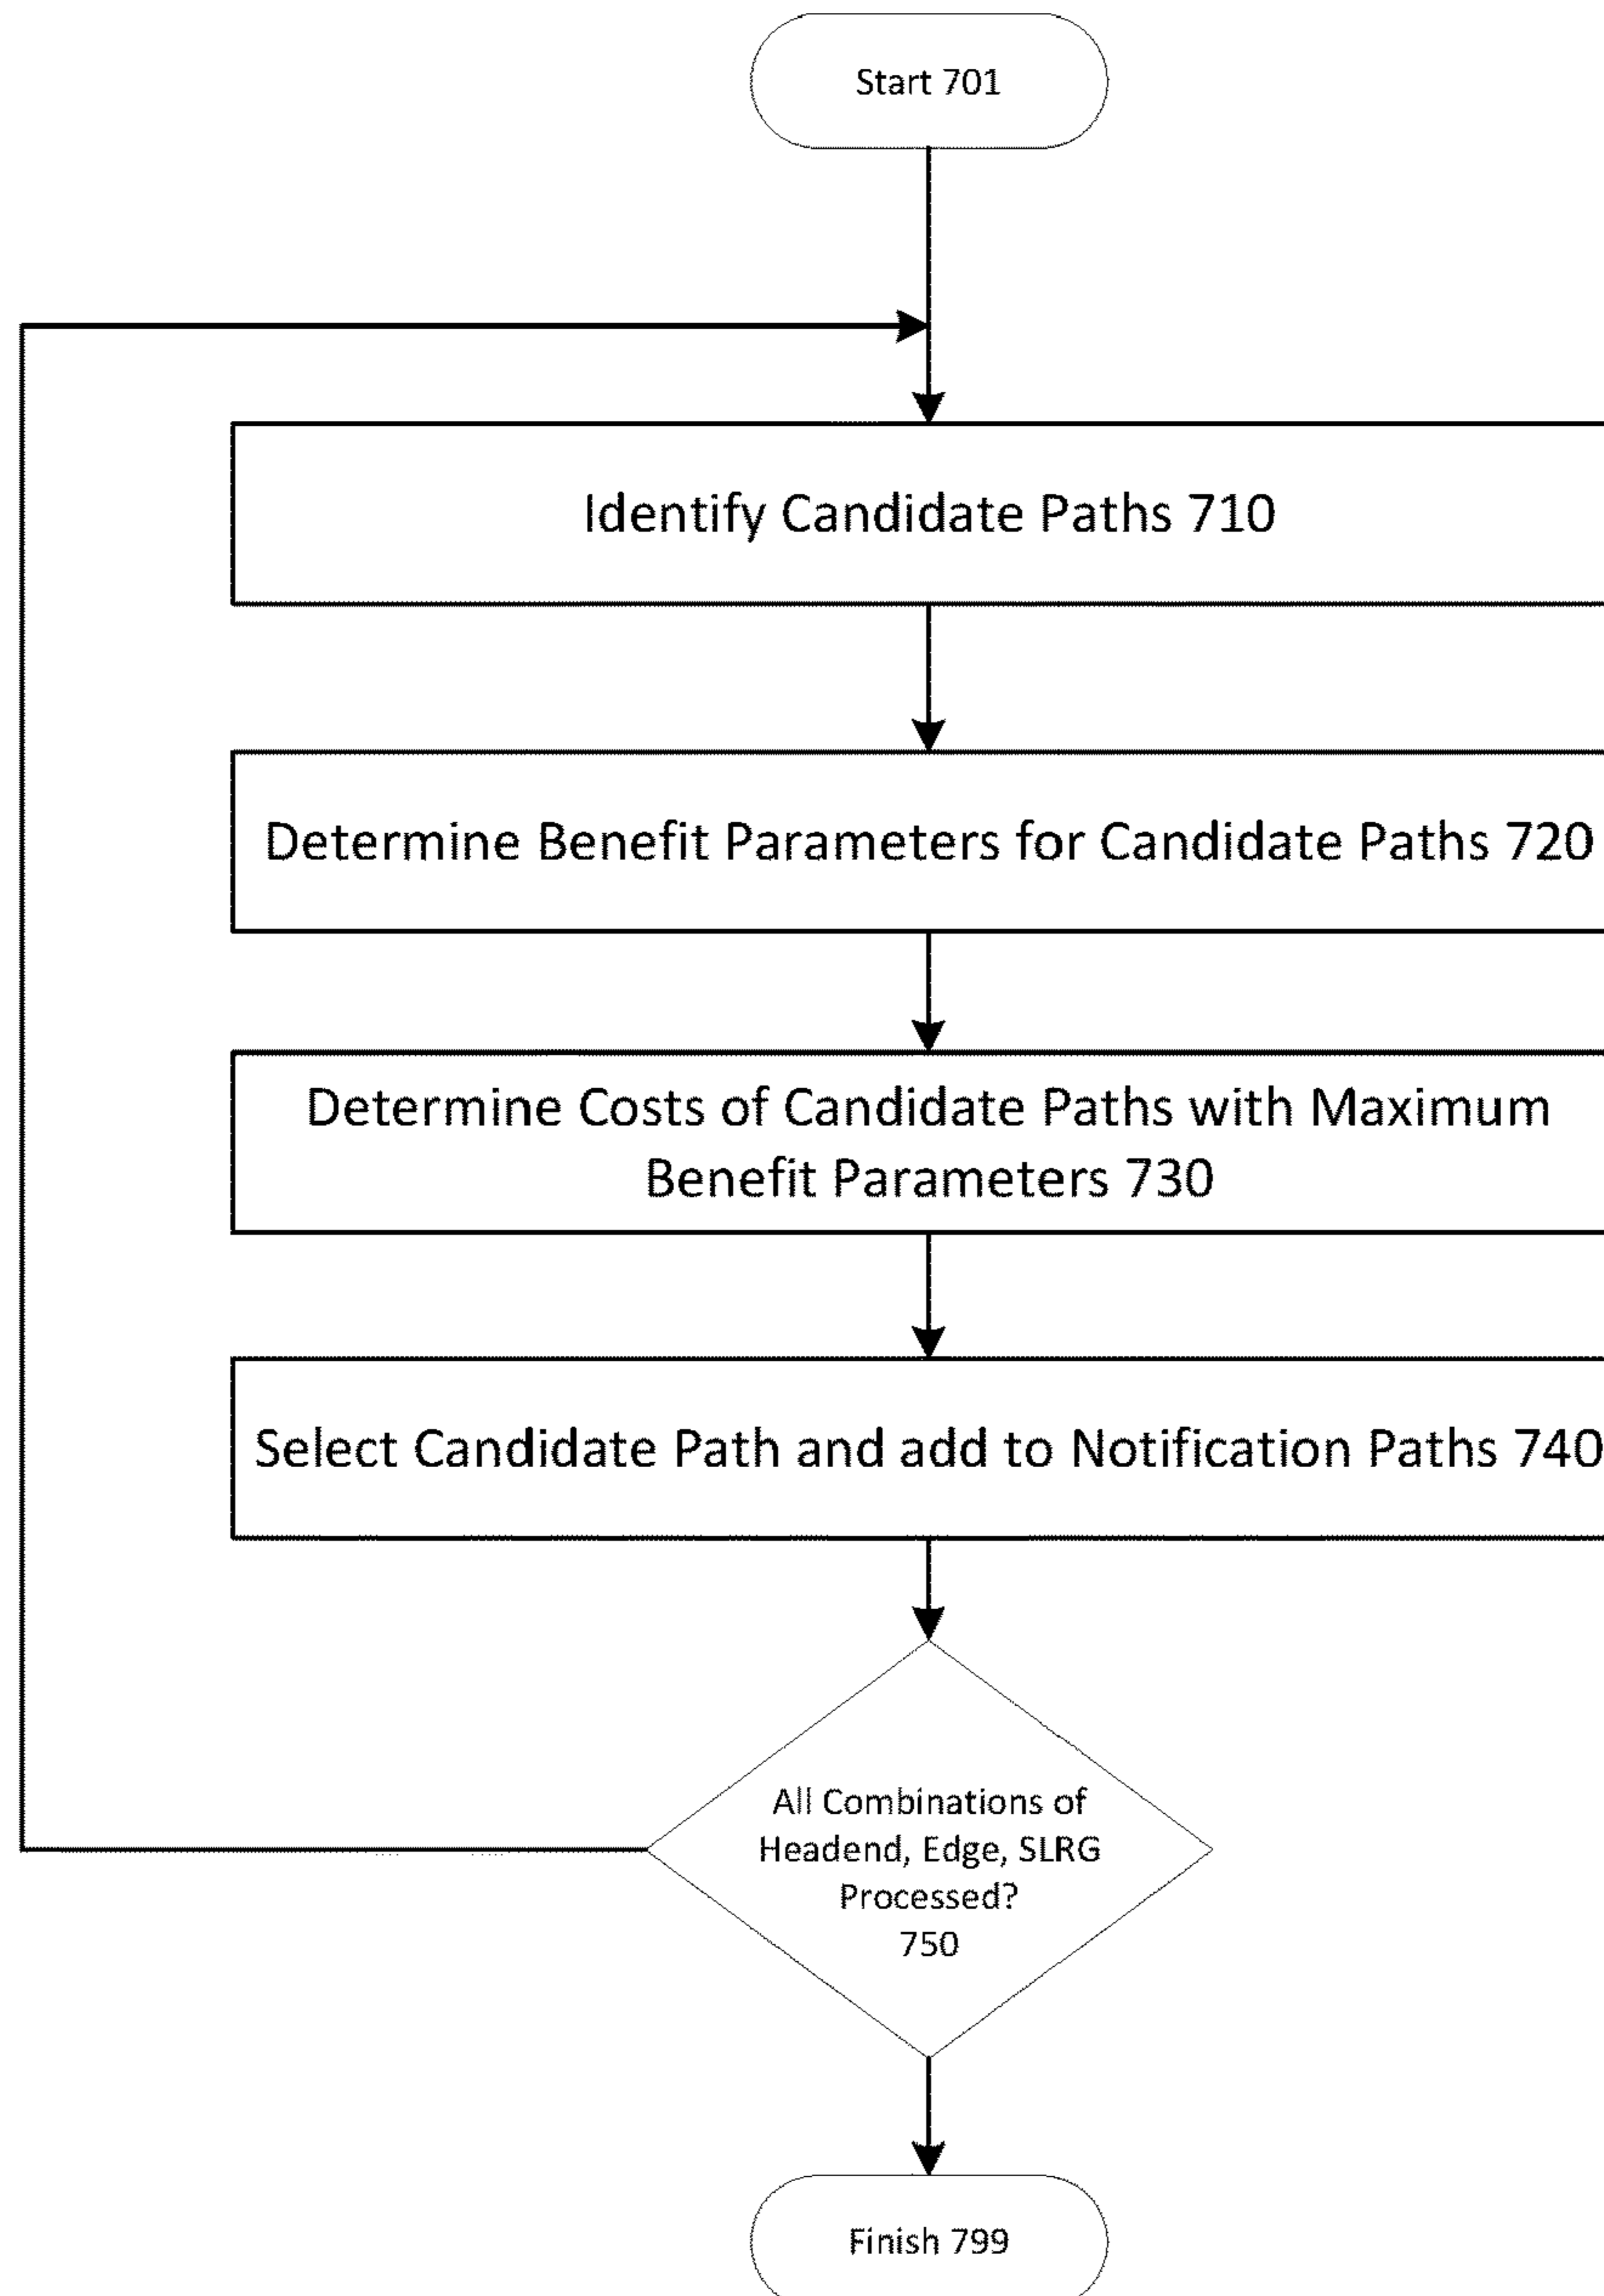 Start 701
Identify Candidate Paths 710
Determine Benefit Parameters for Candidate Paths 720
Determine Costs of Candidate Paths with Maximum
Benefit Parameters 730
Select Candidate Path and add to Notification Paths 740
All Combinations of
Headend, Edge, SLRG
Processed?
750
Finish 799